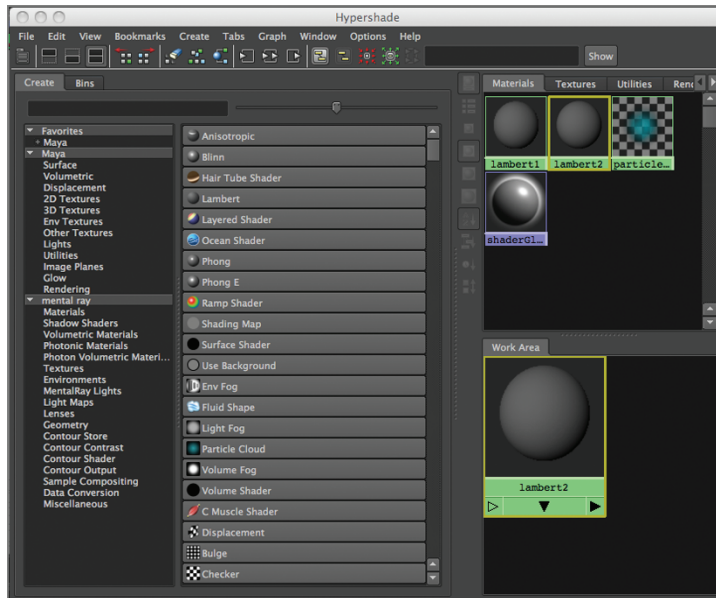 Hypershade
File Edit View Bookmarks Create Tabs Graph Window Options Help
Show
Create Bins
Favorites
Maya
Maya
Surface
Volumetric
Displacement
2D Textures
3D Textures
Env Textures
Other Textures
Lights
Utilities
Image Planes
Glow
Rendering
mental ray
Materials
Shadow Shaders
Volumetric Materials
Photonic Materials
Photon Volumetric Materi...
Textures
Environments
MentalRay Lights
Light Maps
Lenses
Geometry
Contour Store
Contour Contrast
Contour Shader
Contour Output
Sample Compositing
Data Conversion
Miscellaneous
Anisotropic
Blinn
Hair Tube Shader
Lambert
Layered Shader
Ocean Shader
Phong
Phong E
Ramp Shader
Shading Map
Surface Shader
Use Background
Env Fog
Fluid Shape
Light Fog
Particle Cloud
Volume Fog
Volume Shader
C Muscle Shader
Displacement
Bulge
Checker
Materials Textures Utilities Ren
lambert1 lambert2 particle...
shaderGl...
Work Area
lambert2